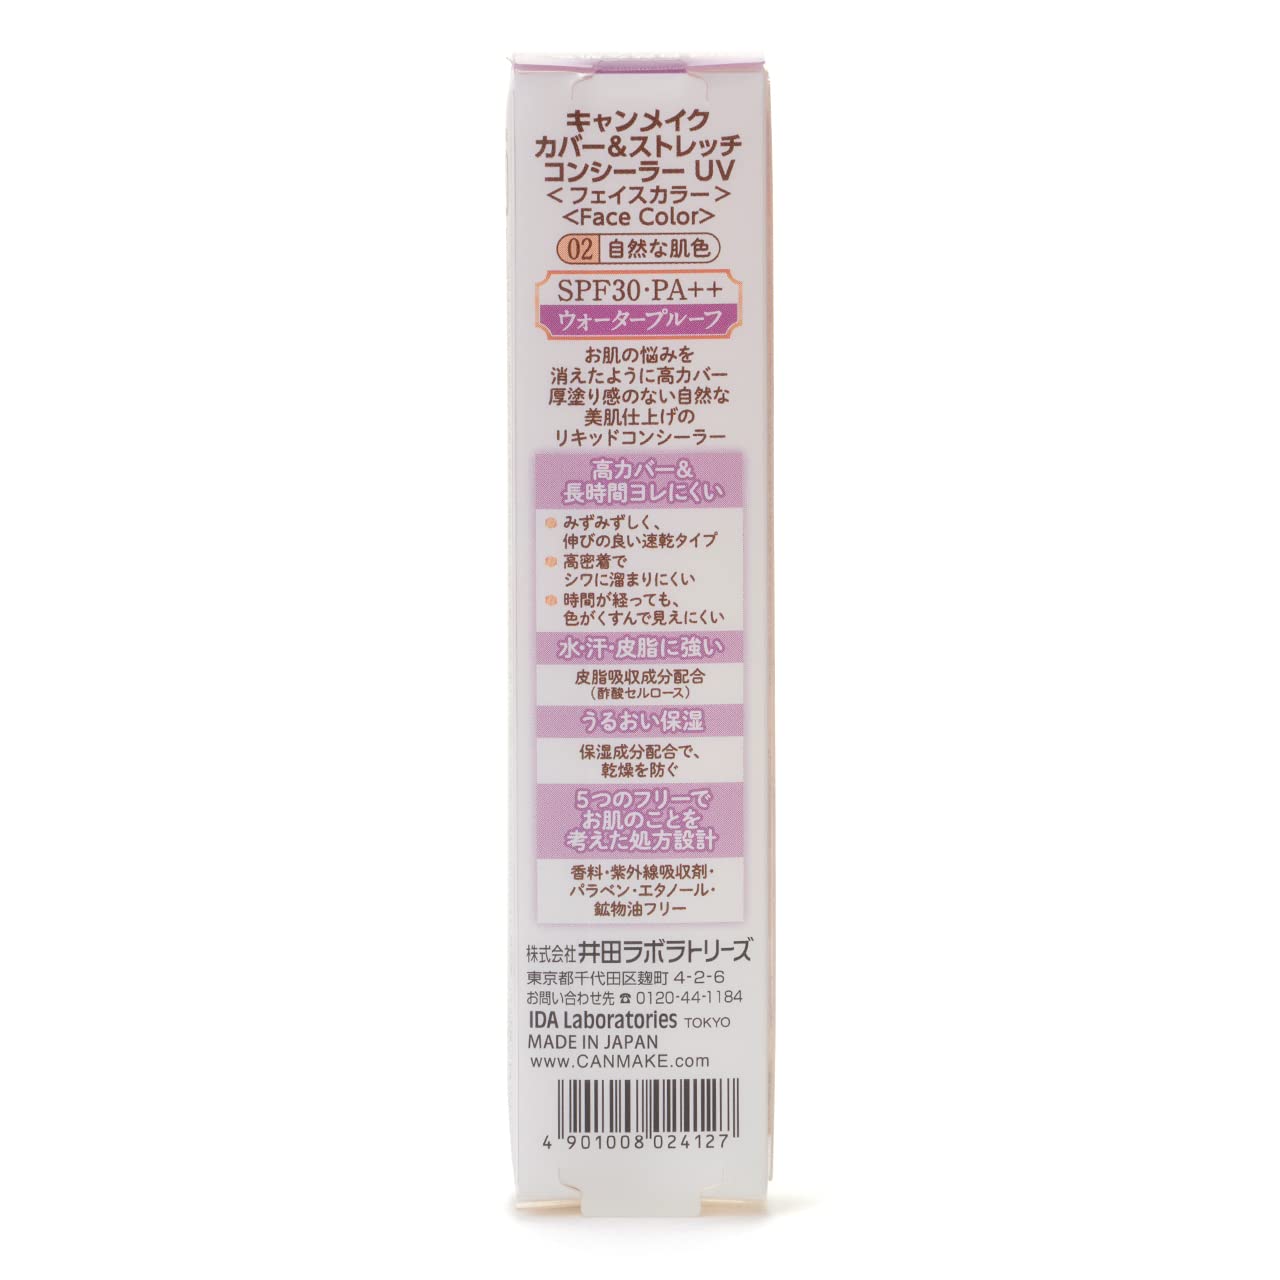 キャンメイク
カバー&ストレッチ
コンシーラー UV
＜フェイスカラー＞
<Face Color>
02 自然な肌色
SPF30･PA++
ウォータープルーフ
お肌の悩みを
消えたように高カバー
厚塗り感のない自然な
美肌仕上げの
リキッドコンシーラー
高カバー&
長時間ヨレにくい
みずみずしく、
伸びの良い速乾タイプ
高密着で
シワに溜まりにくい
時間が経っても、
色がくすんで見えにくい
水･汗･皮脂に強い
皮脂吸収成分配合
(酢酸セルロース)
うるおい保湿
保湿成分配合で、
乾燥を防ぐ
5つのフリーで
お肌のことを
考えた処方設計
香料･紫外線吸収剤･
パラベン･エタノール･
鉱物油フリー
株式会社 井田ラボラトリーズ
東京都千代田区麹町 4-2-6
お問い合わせ先 ☎ 0120-44-1184
IDA Laboratories TOKYO
MADE IN JAPAN
www.CANMAKE.com
4 901008 024127